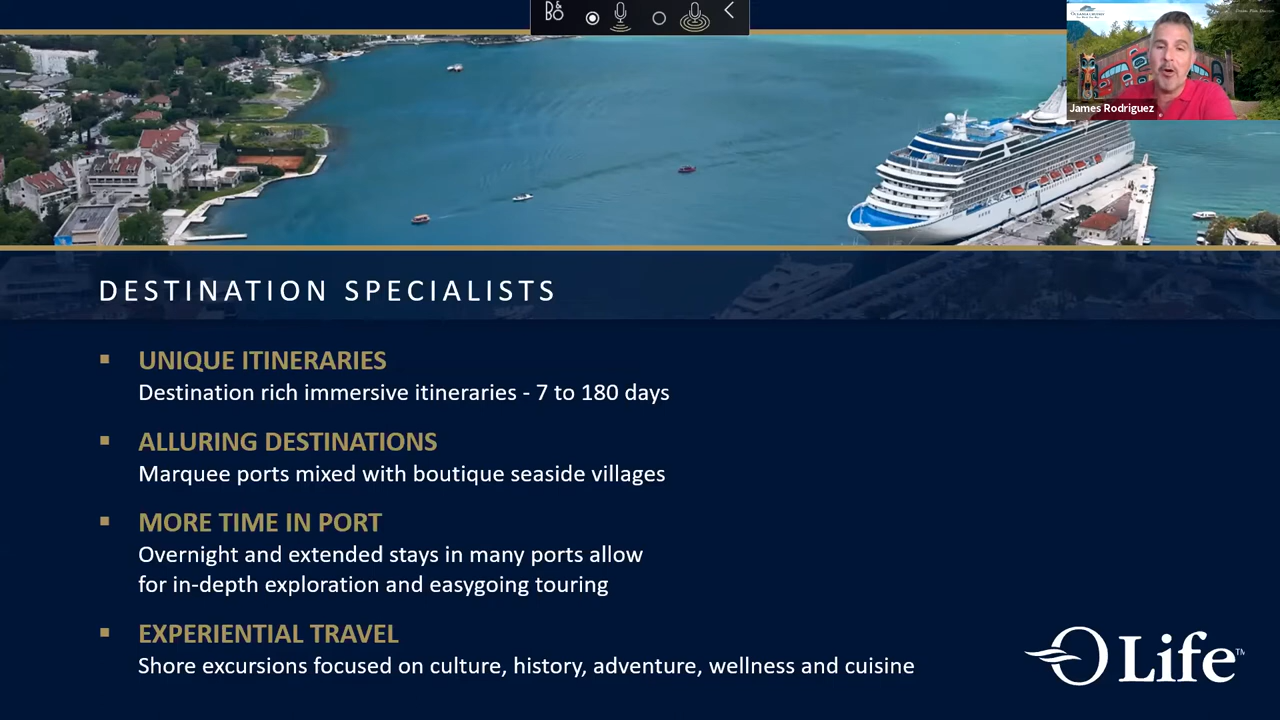 James Rodriguez
DESTINATION SPECIALISTS
▪ UNIQUE ITINERARIES
Destination rich immersive itineraries - 7 to 180 days
▪ ALLURING DESTINATIONS
Marquee ports mixed with boutique seaside villages
▪ MORE TIME IN PORT
Overnight and extended stays in many ports allow
for in-depth exploration and easygoing touring
▪ EXPERIENTIAL TRAVEL
Shore excursions focused on culture, history, adventure, wellness and cuisine
O Life™